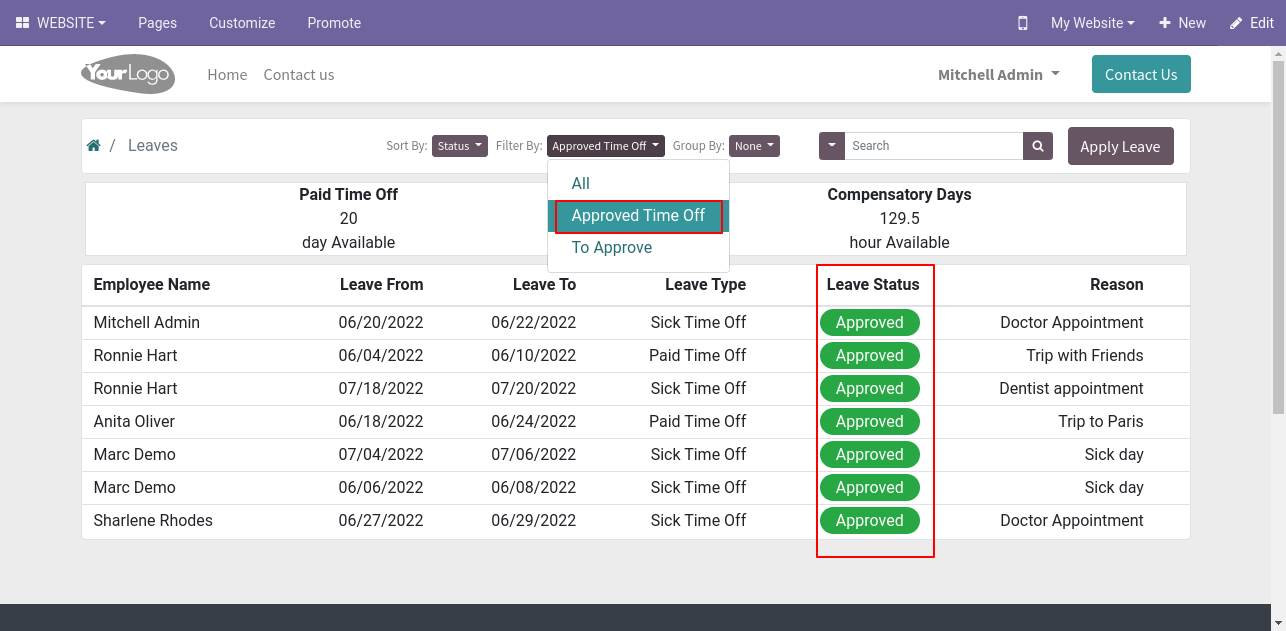 WEBSITE Pages Customize Promote My Website New Edit
YourLogo Home Contact us Mitchell Admin Contact Us
/ Leaves Sort By: Status Filter By: Approved Time Off Group By: None Search Apply Leave
All
Approved Time Off
To Approve
Paid Time Off Compensatory Days
20 129.5
day Available hour Available
Employee Name Leave From Leave To Leave Type Leave Status Reason
Mitchell Admin 06/20/2022 06/22/2022 Sick Time Off Approved Doctor Appointment
Ronnie Hart 06/04/2022 06/10/2022 Paid Time Off Approved Trip with Friends
Ronnie Hart 07/18/2022 07/20/2022 Sick Time Off Approved Dentist appointment
Anita Oliver 06/18/2022 06/24/2022 Paid Time Off Approved Trip to Paris
Marc Demo 07/04/2022 07/06/2022 Sick Time Off Approved Sick day
Marc Demo 06/06/2022 06/08/2022 Sick Time Off Approved Sick day
Sharlene Rhodes 06/27/2022 06/29/2022 Sick Time Off Approved Doctor Appointment